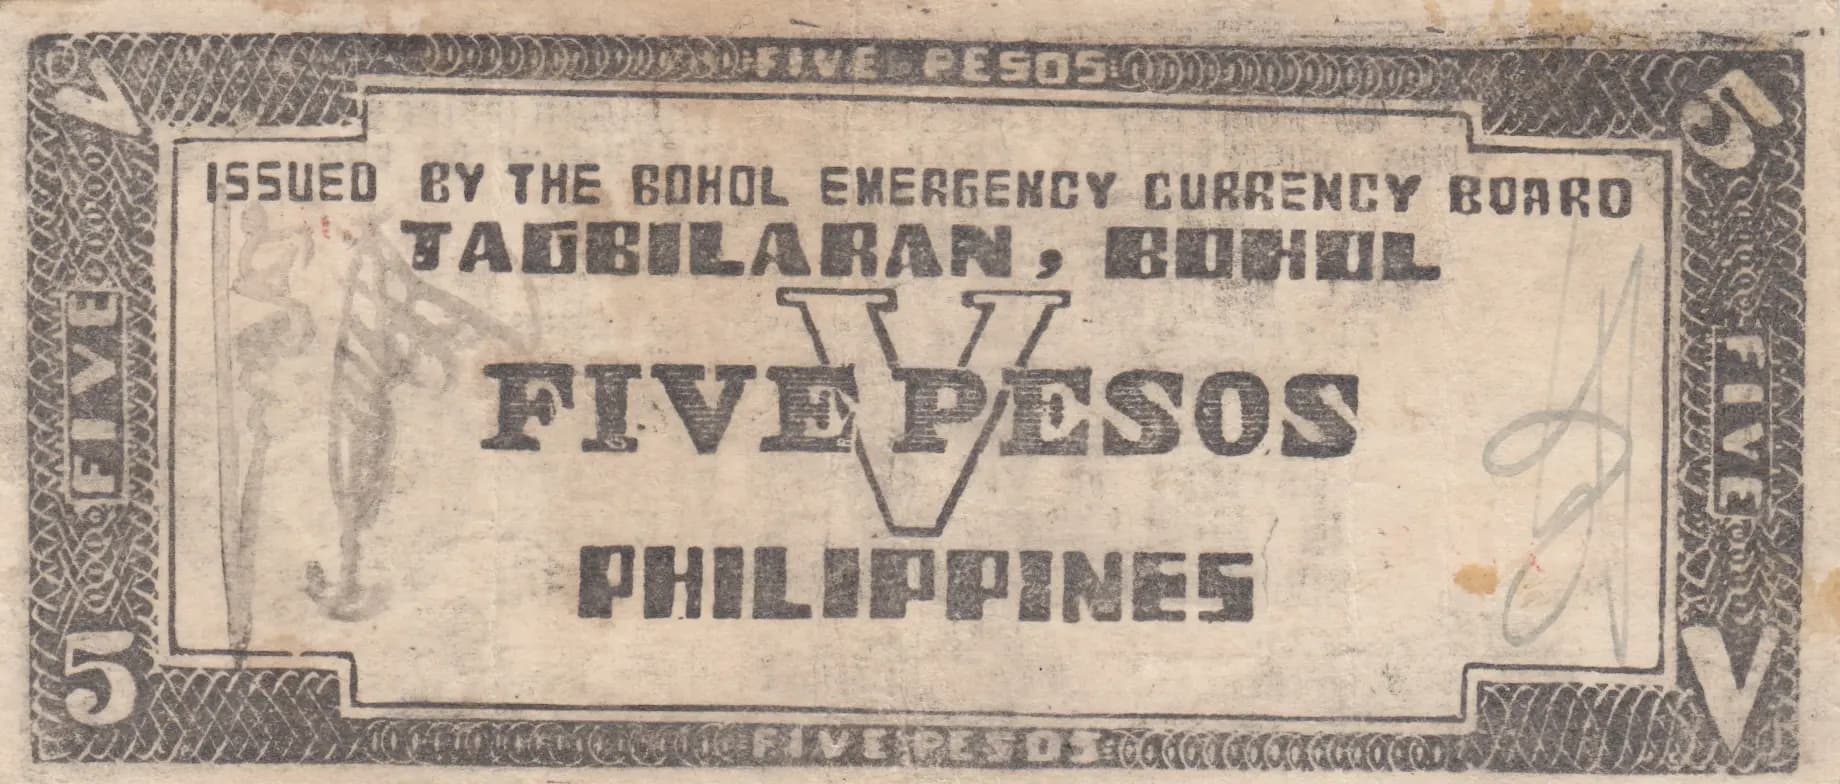 V FIVE PESOS 5
ISSUED BY THE BOHOL EMERGENCY CURRENCY BOARD
TAGBILARAN, BOHOL
V
FIVE PESOS
PHILIPPINES
FIVE
FIVE
5 FIVE PESOS V